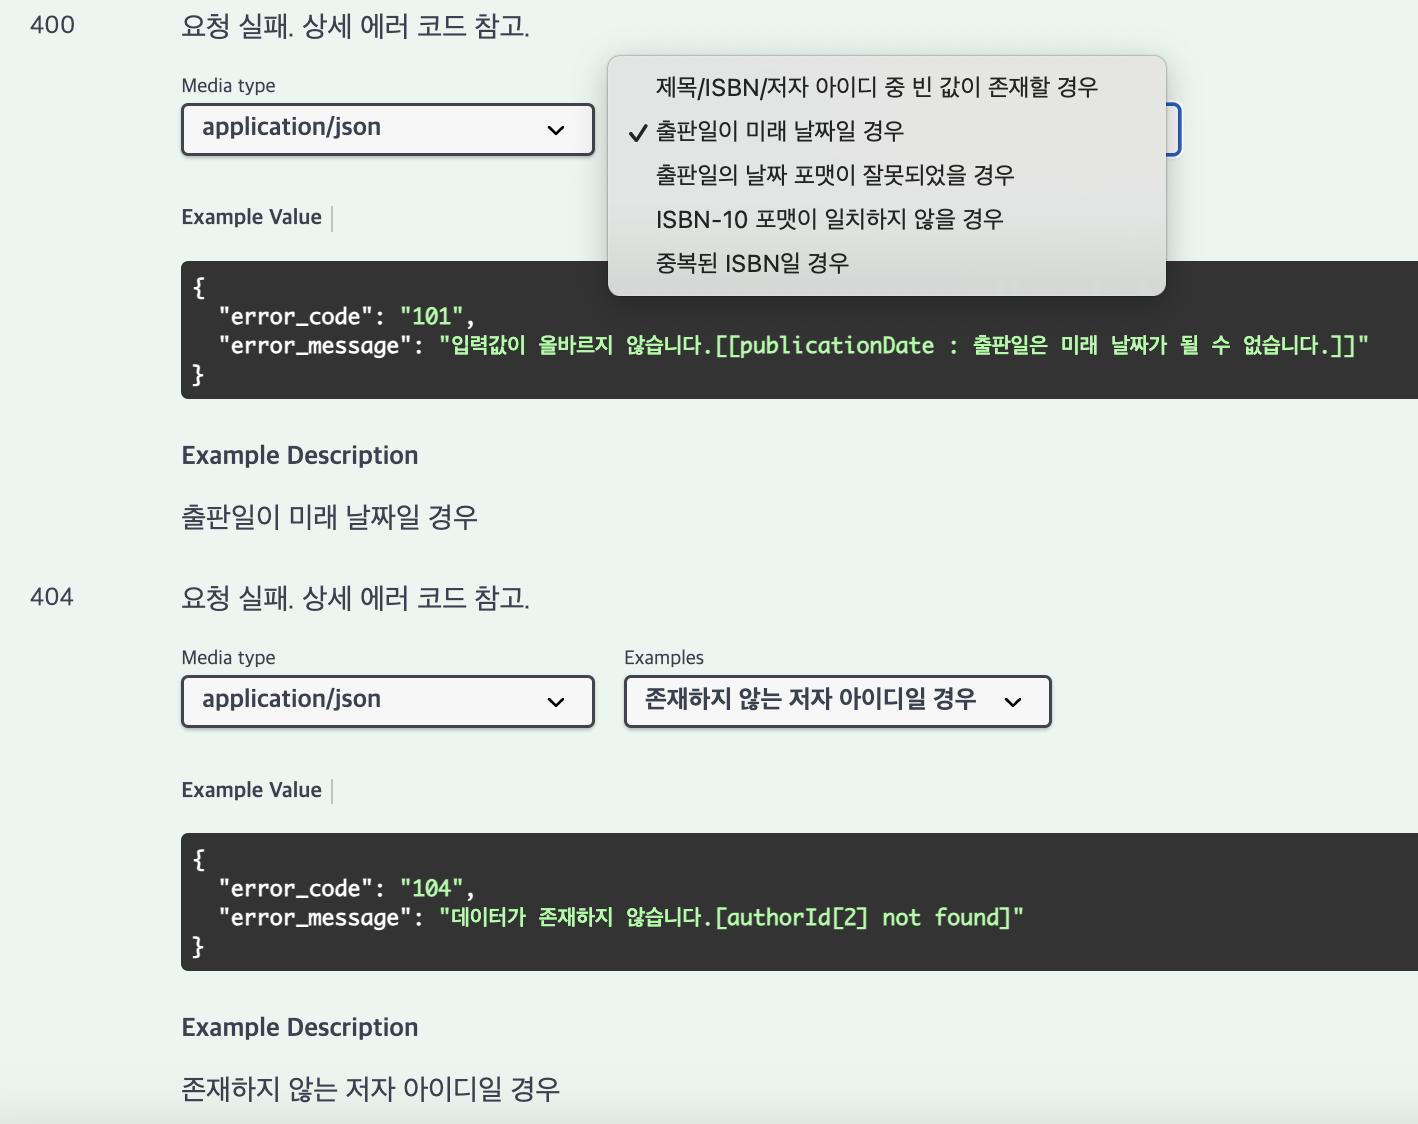 400
요청 실패. 상세 에러 코드 참고.
Media type
application/json
제목/ISBN/저자 아이디 중 빈 값이 존재할 경우
출판일이 미래 날짜일 경우
출판일의 날짜 포맷이 잘못되었을 경우
ISBN-10 포맷이 일치하지 않을 경우
중복된 ISBN일 경우
Example Value
{
"error_code": "101",
"error_message": "입력값이 올바르지 않습니다.[[publicationDate : 출판일은 미래 날짜가 될 수 없습니다.]]"
}
Example Description
출판일이 미래 날짜일 경우
404
요청 실패. 상세 에러 코드 참고.
Media type
Examples
application/json
존재하지 않는 저자 아이디일 경우
Example Value
{
"error_code": "104",
"error_message": "데이터가 존재하지 않습니다.[authorId[2] not found]"
}
Example Description
존재하지 않는 저자 아이디일 경우